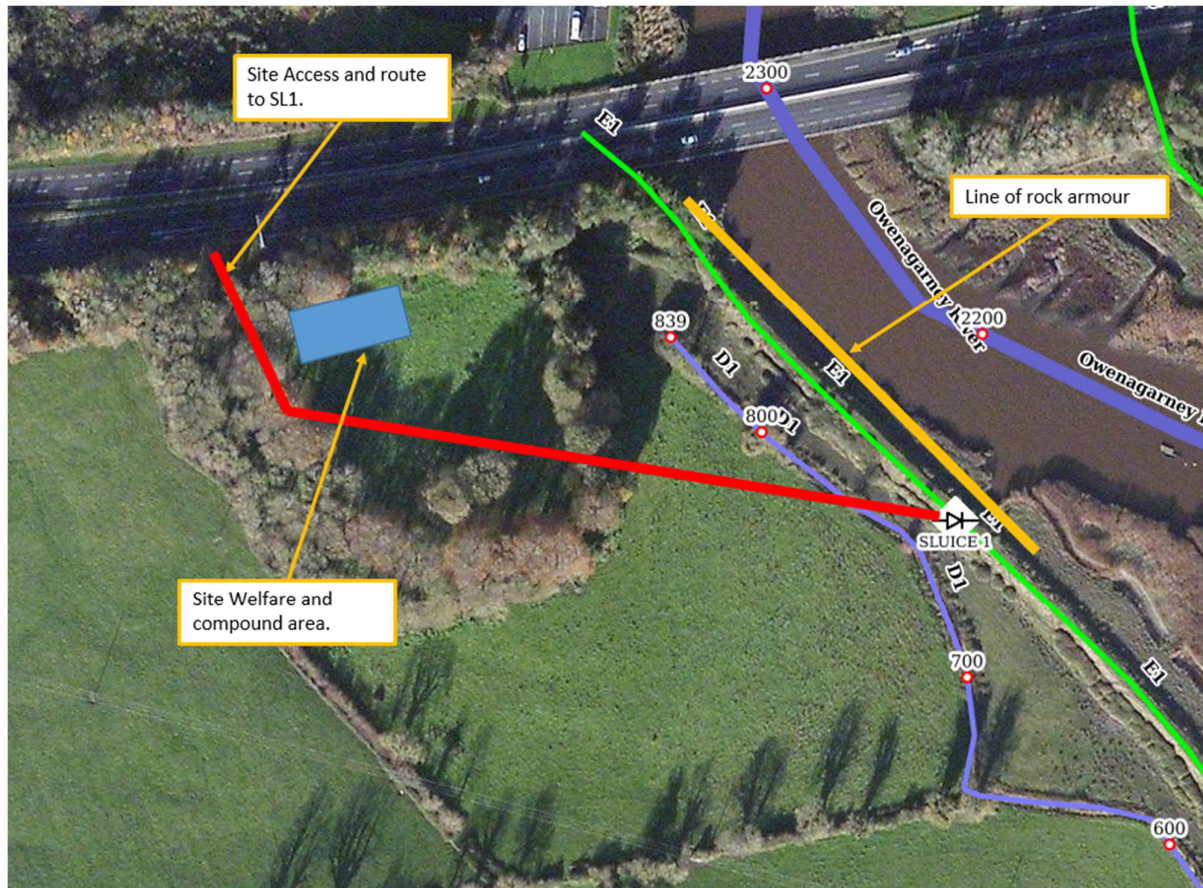 Site Access and route
to SL1.
2300
E1
Line of rock armour
Owenagarney River
2200
Owenagarney
839
D1
E1
800
D1
SLUICE 1
E1
D1
Site Welfare and
compound area.
700
E1
600